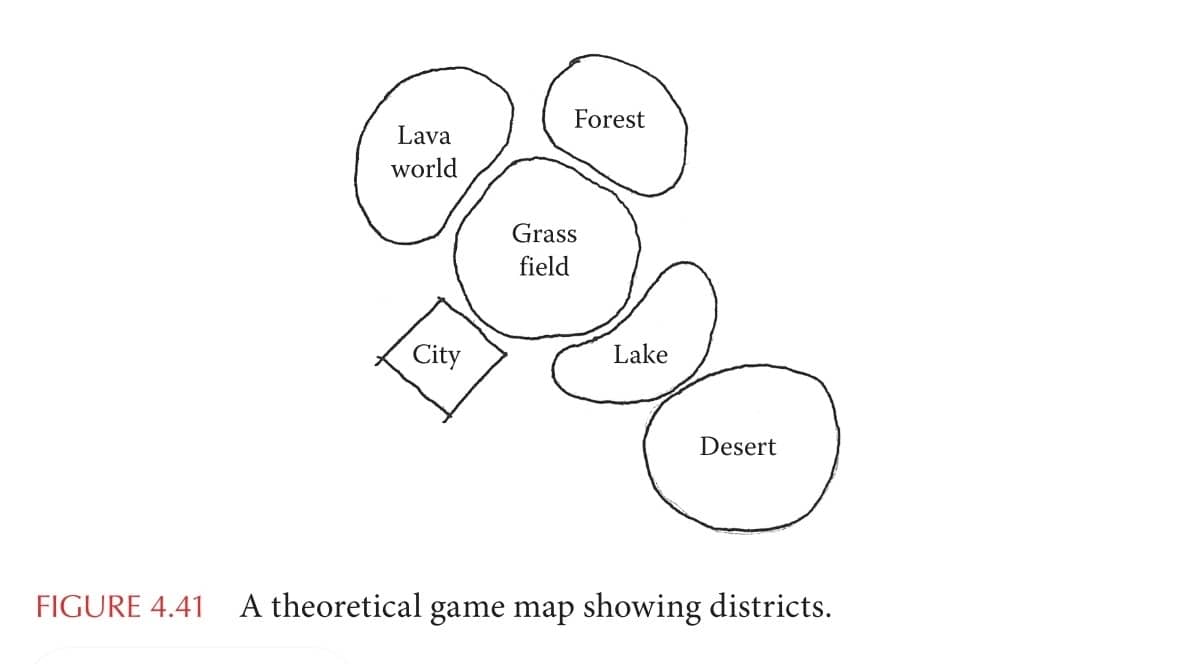 Forest
Lava
world
Grass
field
City
Lake
Desert
FIGURE 4.41 A theoretical game map showing districts.